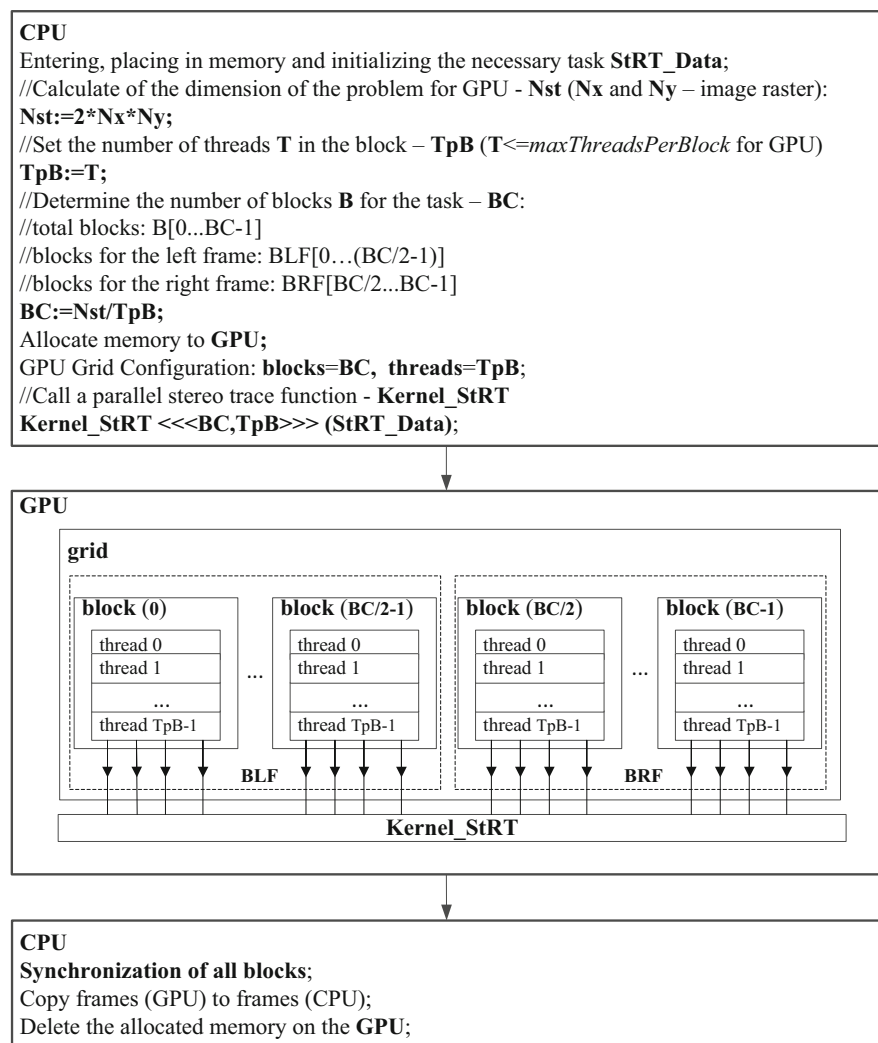 CPU
Entering, placing in memory and initializing the necessary task StRT_Data;
//Calculate of the dimension of the problem for GPU - Nst (Nx and Ny – image raster):
Nst:=2*Nx*Ny;
//Set the number of threads T in the block – TpB (T<=maxThreadsPerBlock for GPU)
TpB:=T;
//Determine the number of blocks B for the task – BC:
//total blocks: B[0...BC-1]
//blocks for the left frame: BLF[0…(BC/2-1)]
//blocks for the right frame: BRF[BC/2...BC-1]
BC:=Nst/TpB;
Allocate memory to GPU;
GPU Grid Configuration: blocks=BC, threads=TpB;
//Call a parallel stereo trace function - Kernel_StRT
Kernel_StRT <<<BC,TpB>>> (StRT_Data);
GPU
grid
block (0)
thread 0
thread 1
...
thread TpB-1
...
block (BC/2-1)
thread 0
thread 1
...
thread TpB-1
BLF
block (BC/2)
thread 0
thread 1
...
thread TpB-1
...
block (BC-1)
thread 0
thread 1
...
thread TpB-1
BRF
Kernel_StRT
CPU
Synchronization of all blocks;
Copy frames (GPU) to frames (CPU);
Delete the allocated memory on the GPU;